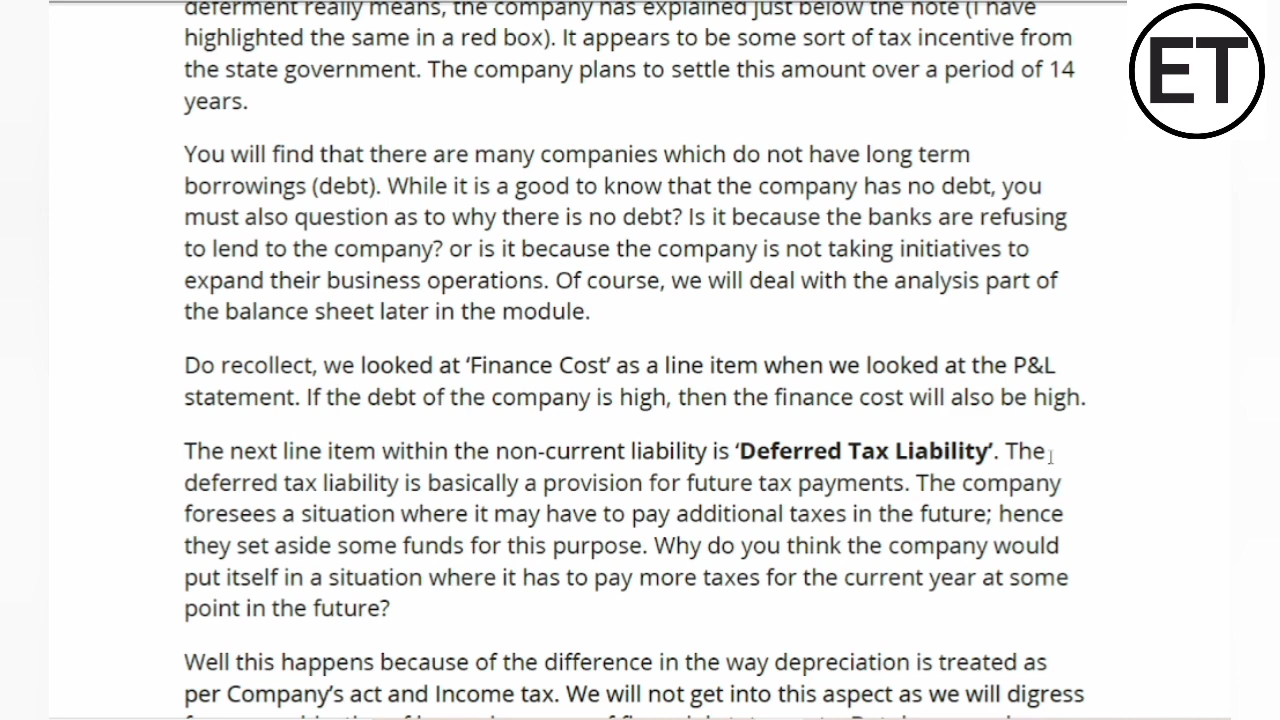 deferment really means, the company has explained just below the note (I have
highlighted the same in a red box). It appears to be some sort of tax incentive from
the state government. The company plans to settle this amount over a period of 14
years.
You will find that there are many companies which do not have long term
borrowings (debt). While it is a good to know that the company has no debt, you
must also question as to why there is no debt? Is it because the banks are refusing
to lend to the company? or is it because the company is not taking initiatives to
expand their business operations. Of course, we will deal with the analysis part of
the balance sheet later in the module.
Do recollect, we looked at ‘Finance Cost’ as a line item when we looked at the P&L
statement. If the debt of the company is high, then the finance cost will also be high.
The next line item within the non-current liability is ‘Deferred Tax Liability’. The
deferred tax liability is basically a provision for future tax payments. The company
foresees a situation where it may have to pay additional taxes in the future; hence
they set aside some funds for this purpose. Why do you think the company would
put itself in a situation where it has to pay more taxes for the current year at some
point in the future?
Well this happens because of the difference in the way depreciation is treated as
per Company’s act and Income tax. We will not get into this aspect as we will digress
ET